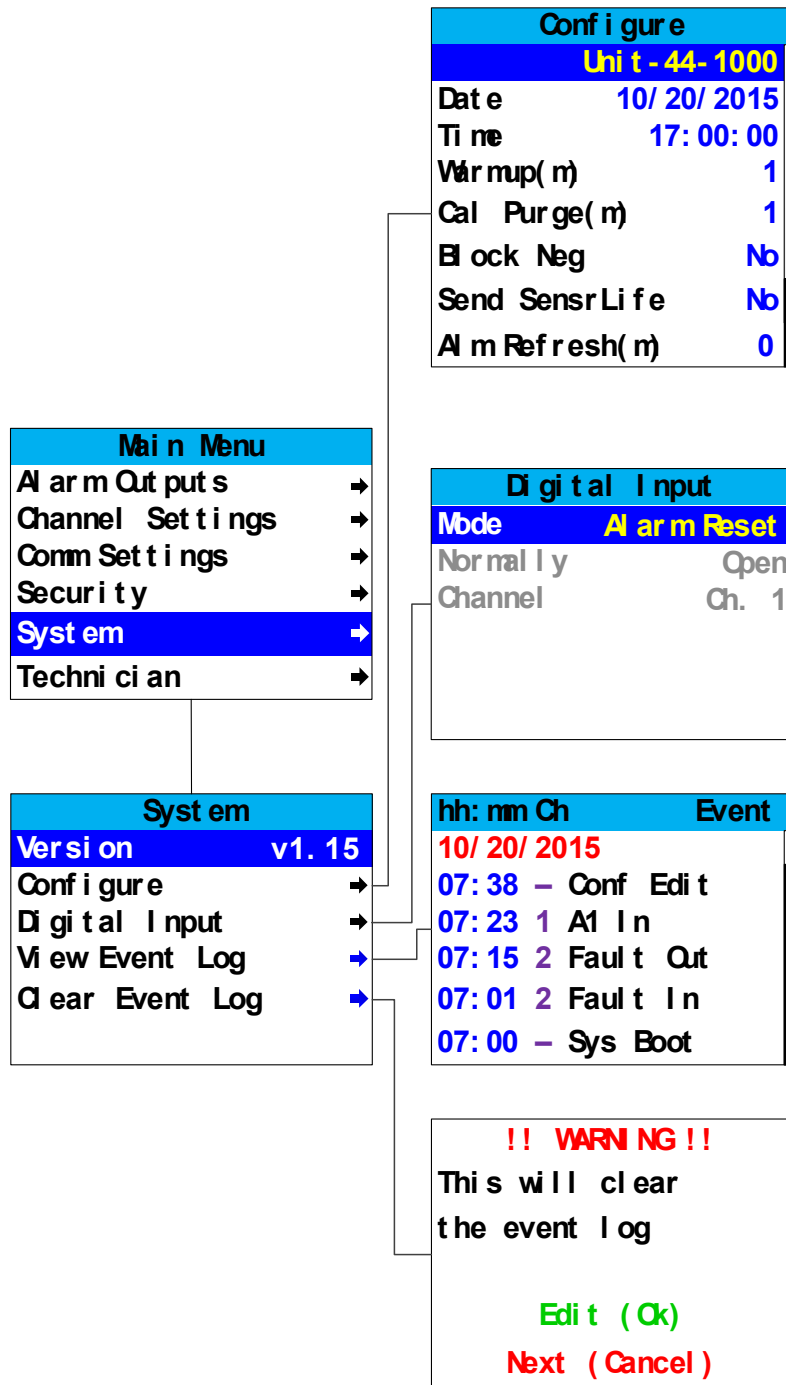 Configure
Unit-44-1000
Date 10/20/2015
Time 17:00:00
Warmup(m) 1
Cal Purge(m) 1
Block Neg No
Send SensrLife No
Alm Refresh(m) 0
Main Menu
Alarm Outputs
Channel Settings
Comm Settings
Security
System
Technician
Digital Input
Mode Alarm Reset
Normally Open
Channel Ch. 1
System
Version v1.15
Configure
Digital Input
View Event Log
Clear Event Log
hh:mm Ch Event
10/20/2015
07:38 – Conf Edit
07:23 1 A1 In
07:15 2 Fault Out
07:01 2 Fault In
07:00 – Sys Boot
!! WARNING !!
This will clear
the event log
Edit (Ok)
Next (Cancel)